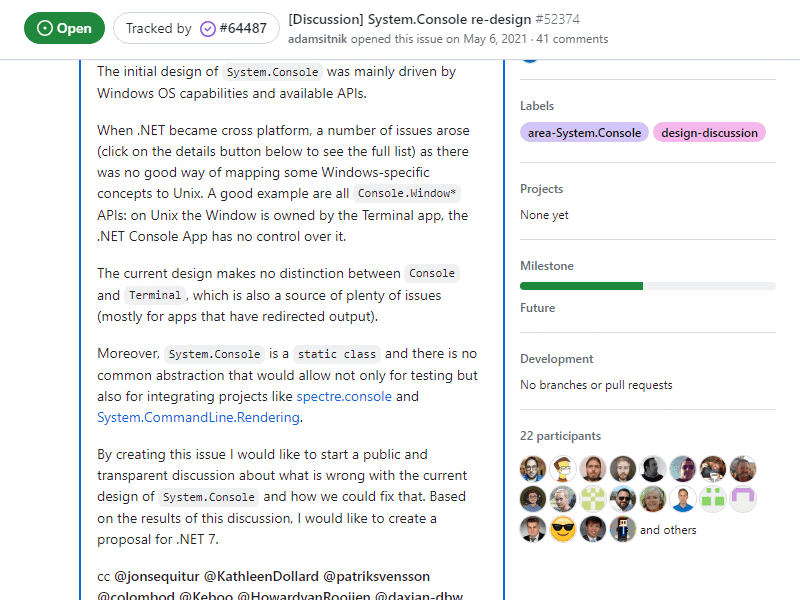 Open
Tracked by #64487
[Discussion] System.Console re-design #52374
adamsitnik opened this issue on May 6, 2021 · 41 comments
The initial design of System.Console was mainly driven by
Windows OS capabilities and available APIs.
When .NET became cross platform, a number of issues arose
(click on the details button below to see the full list) as there
was no good way of mapping some Windows-specific
concepts to Unix. A good example are all Console.Window*
APIs: on Unix the Window is owned by the Terminal app, the
.NET Console App has no control over it.
The current design makes no distinction between Console
and Terminal, which is also a source of plenty of issues
(mostly for apps that have redirected output).
Moreover, System.Console is a static class and there is no
common abstraction that would allow not only for testing but
also for integrating projects like spectre.console and
System.CommandLine.Rendering.
By creating this issue I would like to start a public and
transparent discussion about what is wrong with the current
design of System.Console and how we could fix that. Based
on the results of this discussion, I would like to create a
proposal for .NET 7.
cc @jonsequitur @KathleenDollard @patriksvensson
@colombod @Keboo @HowardvanRooijen @daxian-dbw
Labels
area-System.Console design-discussion
Projects
None yet
Milestone
Future
Development
No branches or pull requests
22 participants
and others